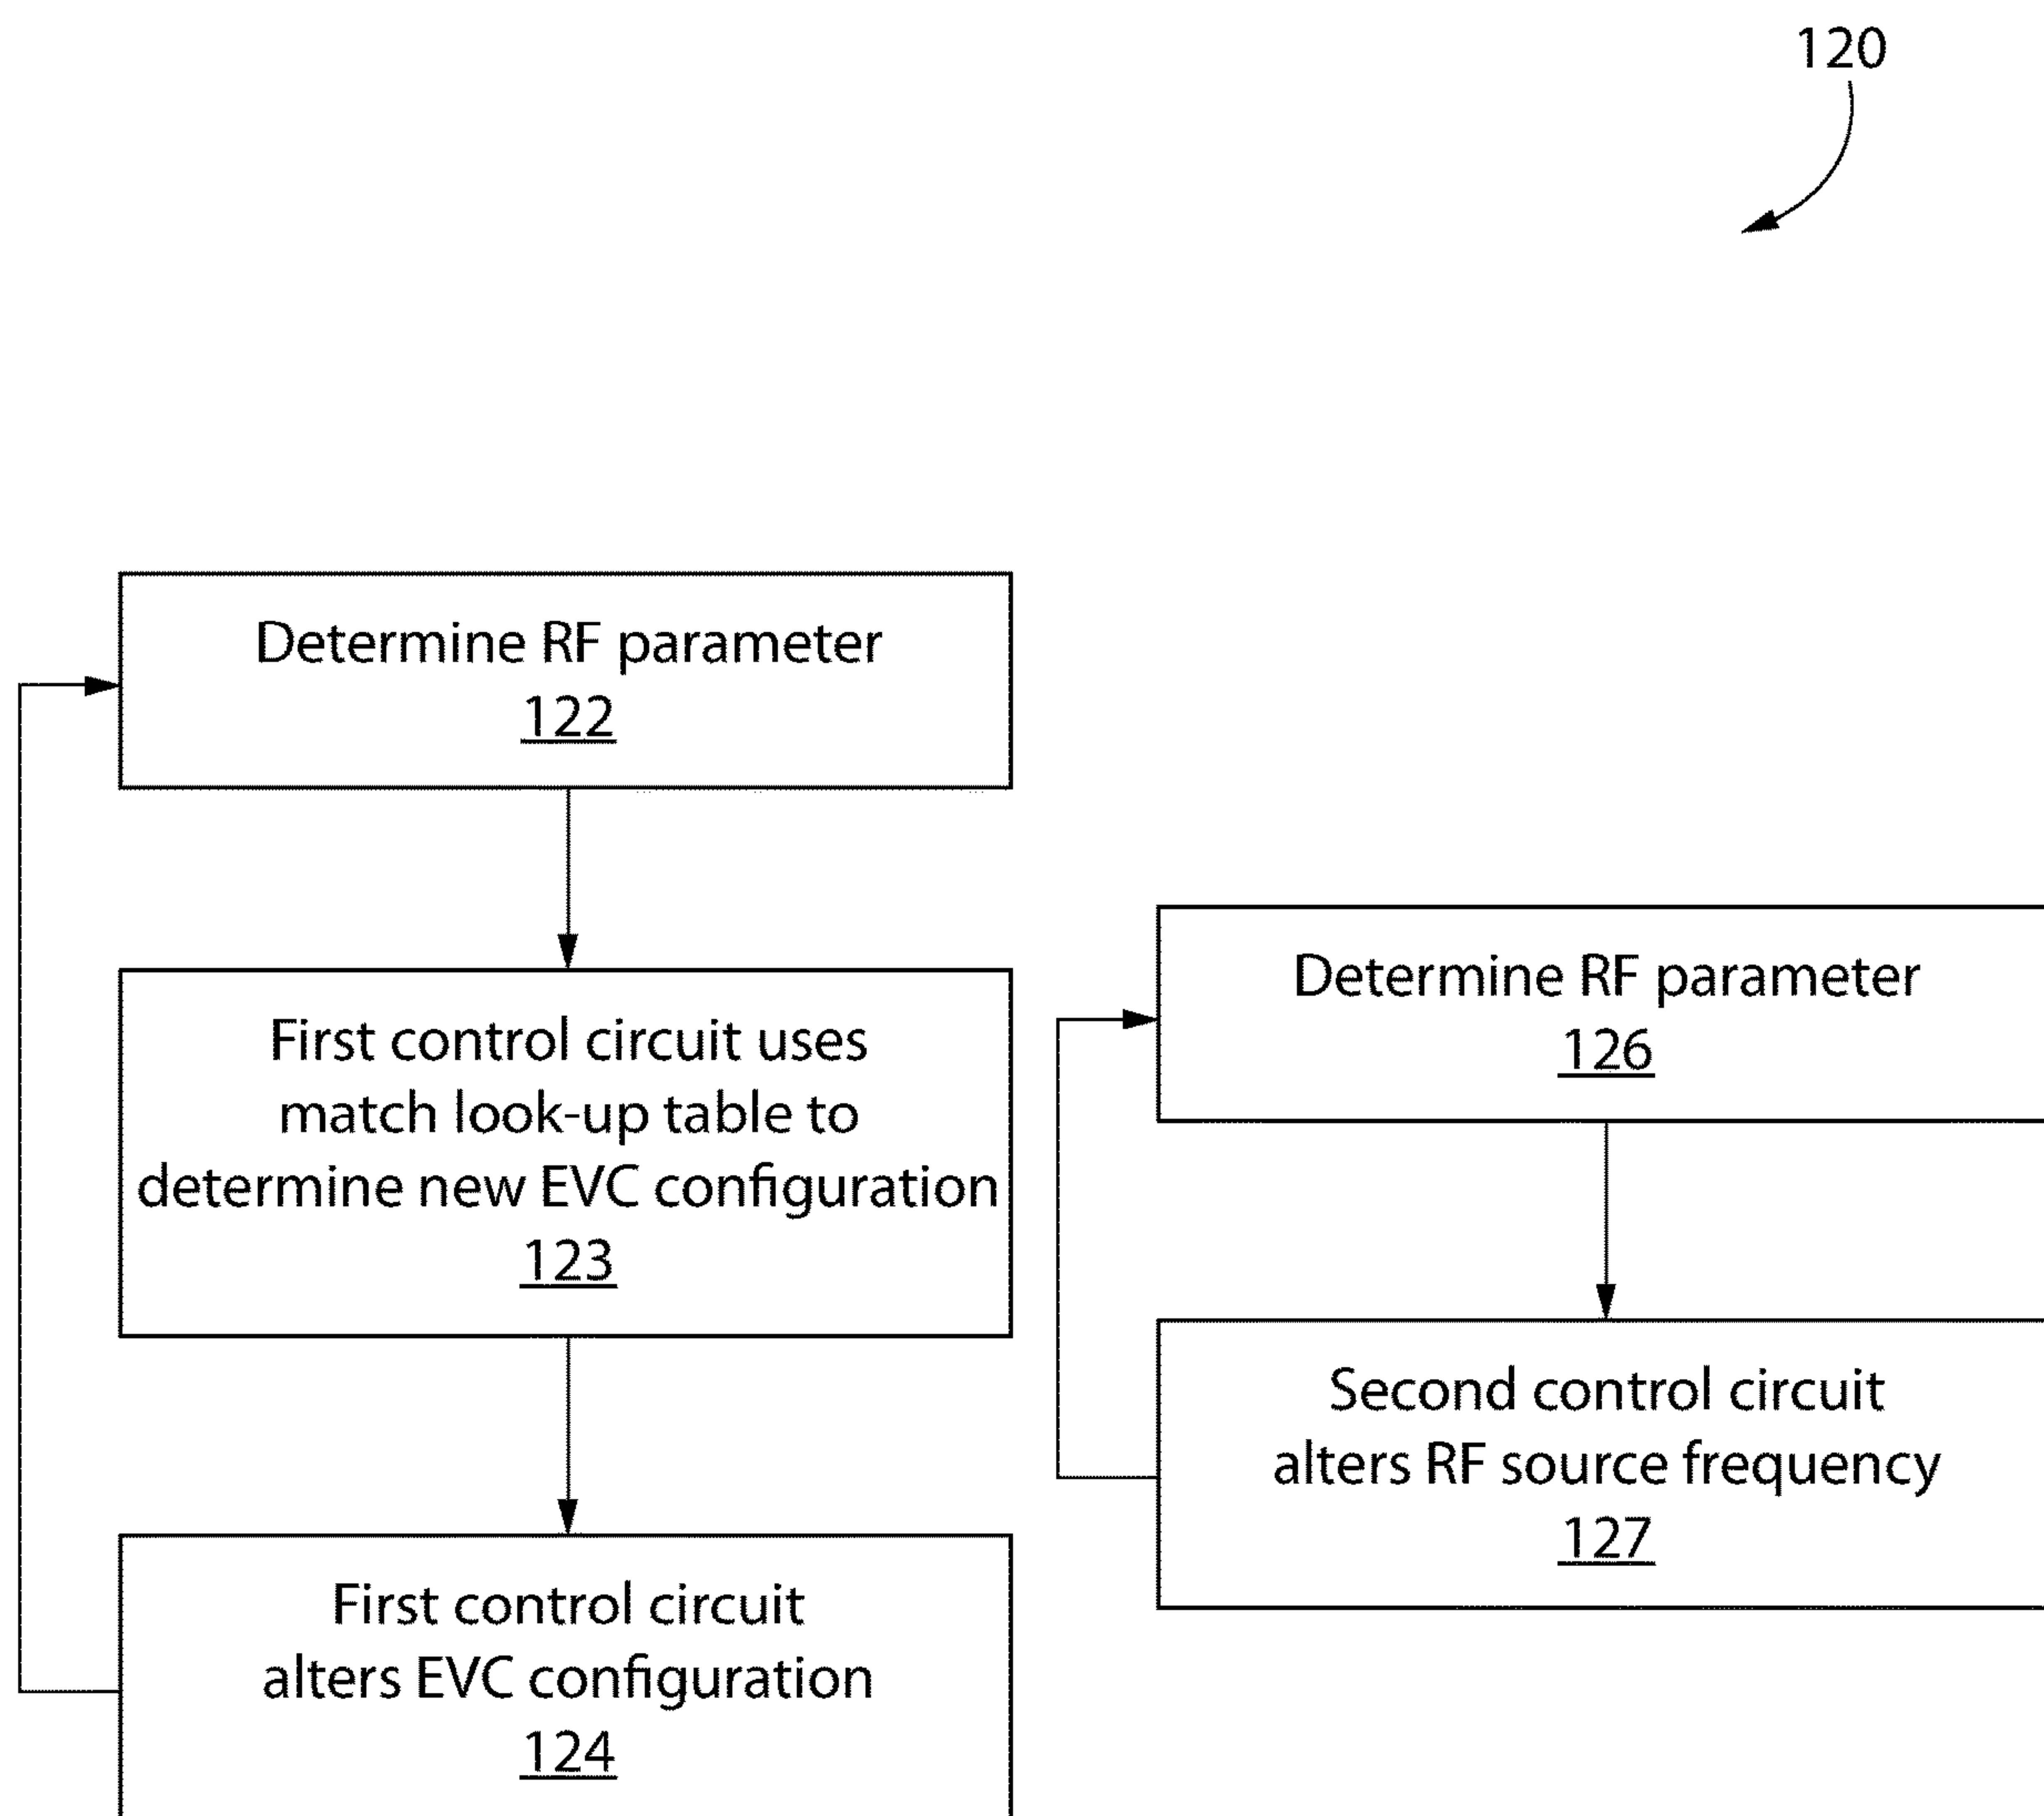 120
Determine RF parameter
122
First control circuit uses
match look-up table to
determine new EVC configuration
123
First control circuit
alters EVC configuration
124
Determine RF parameter
126
Second control circuit
alters RF source frequency
127